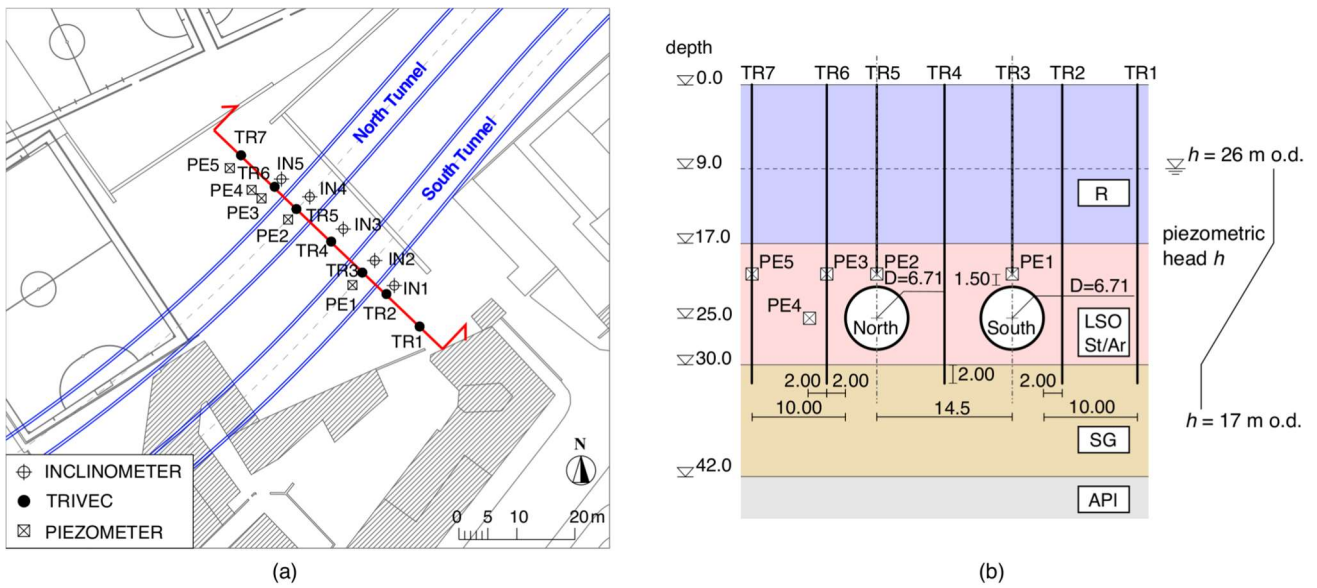 North Tunnel
South Tunnel
TR7
PE5
TR6
IN5
PE4
IN4
PE3
TR5
PE2
IN3
TR4
IN2
TR3
IN1
PE1
TR2
TR1
INCLINOMETER
TRIVEC
PIEZOMETER
N
0 5 10 20 m
(a)
depth
TR7 TR6 TR5 TR4 TR3 TR2 TR1
0.0
9.0
h = 26 m o.d.
R
17.0
piezometric
head h
PE5 PE3 PE2 PE1
D=6.71 1.50 D=6.71
PE4
25.0
North South
LSO
St/Ar
30.0
2.00 2.00 2.00 2.00
10.00 14.5 10.00
h = 17 m o.d.
SG
42.0
API
(b)